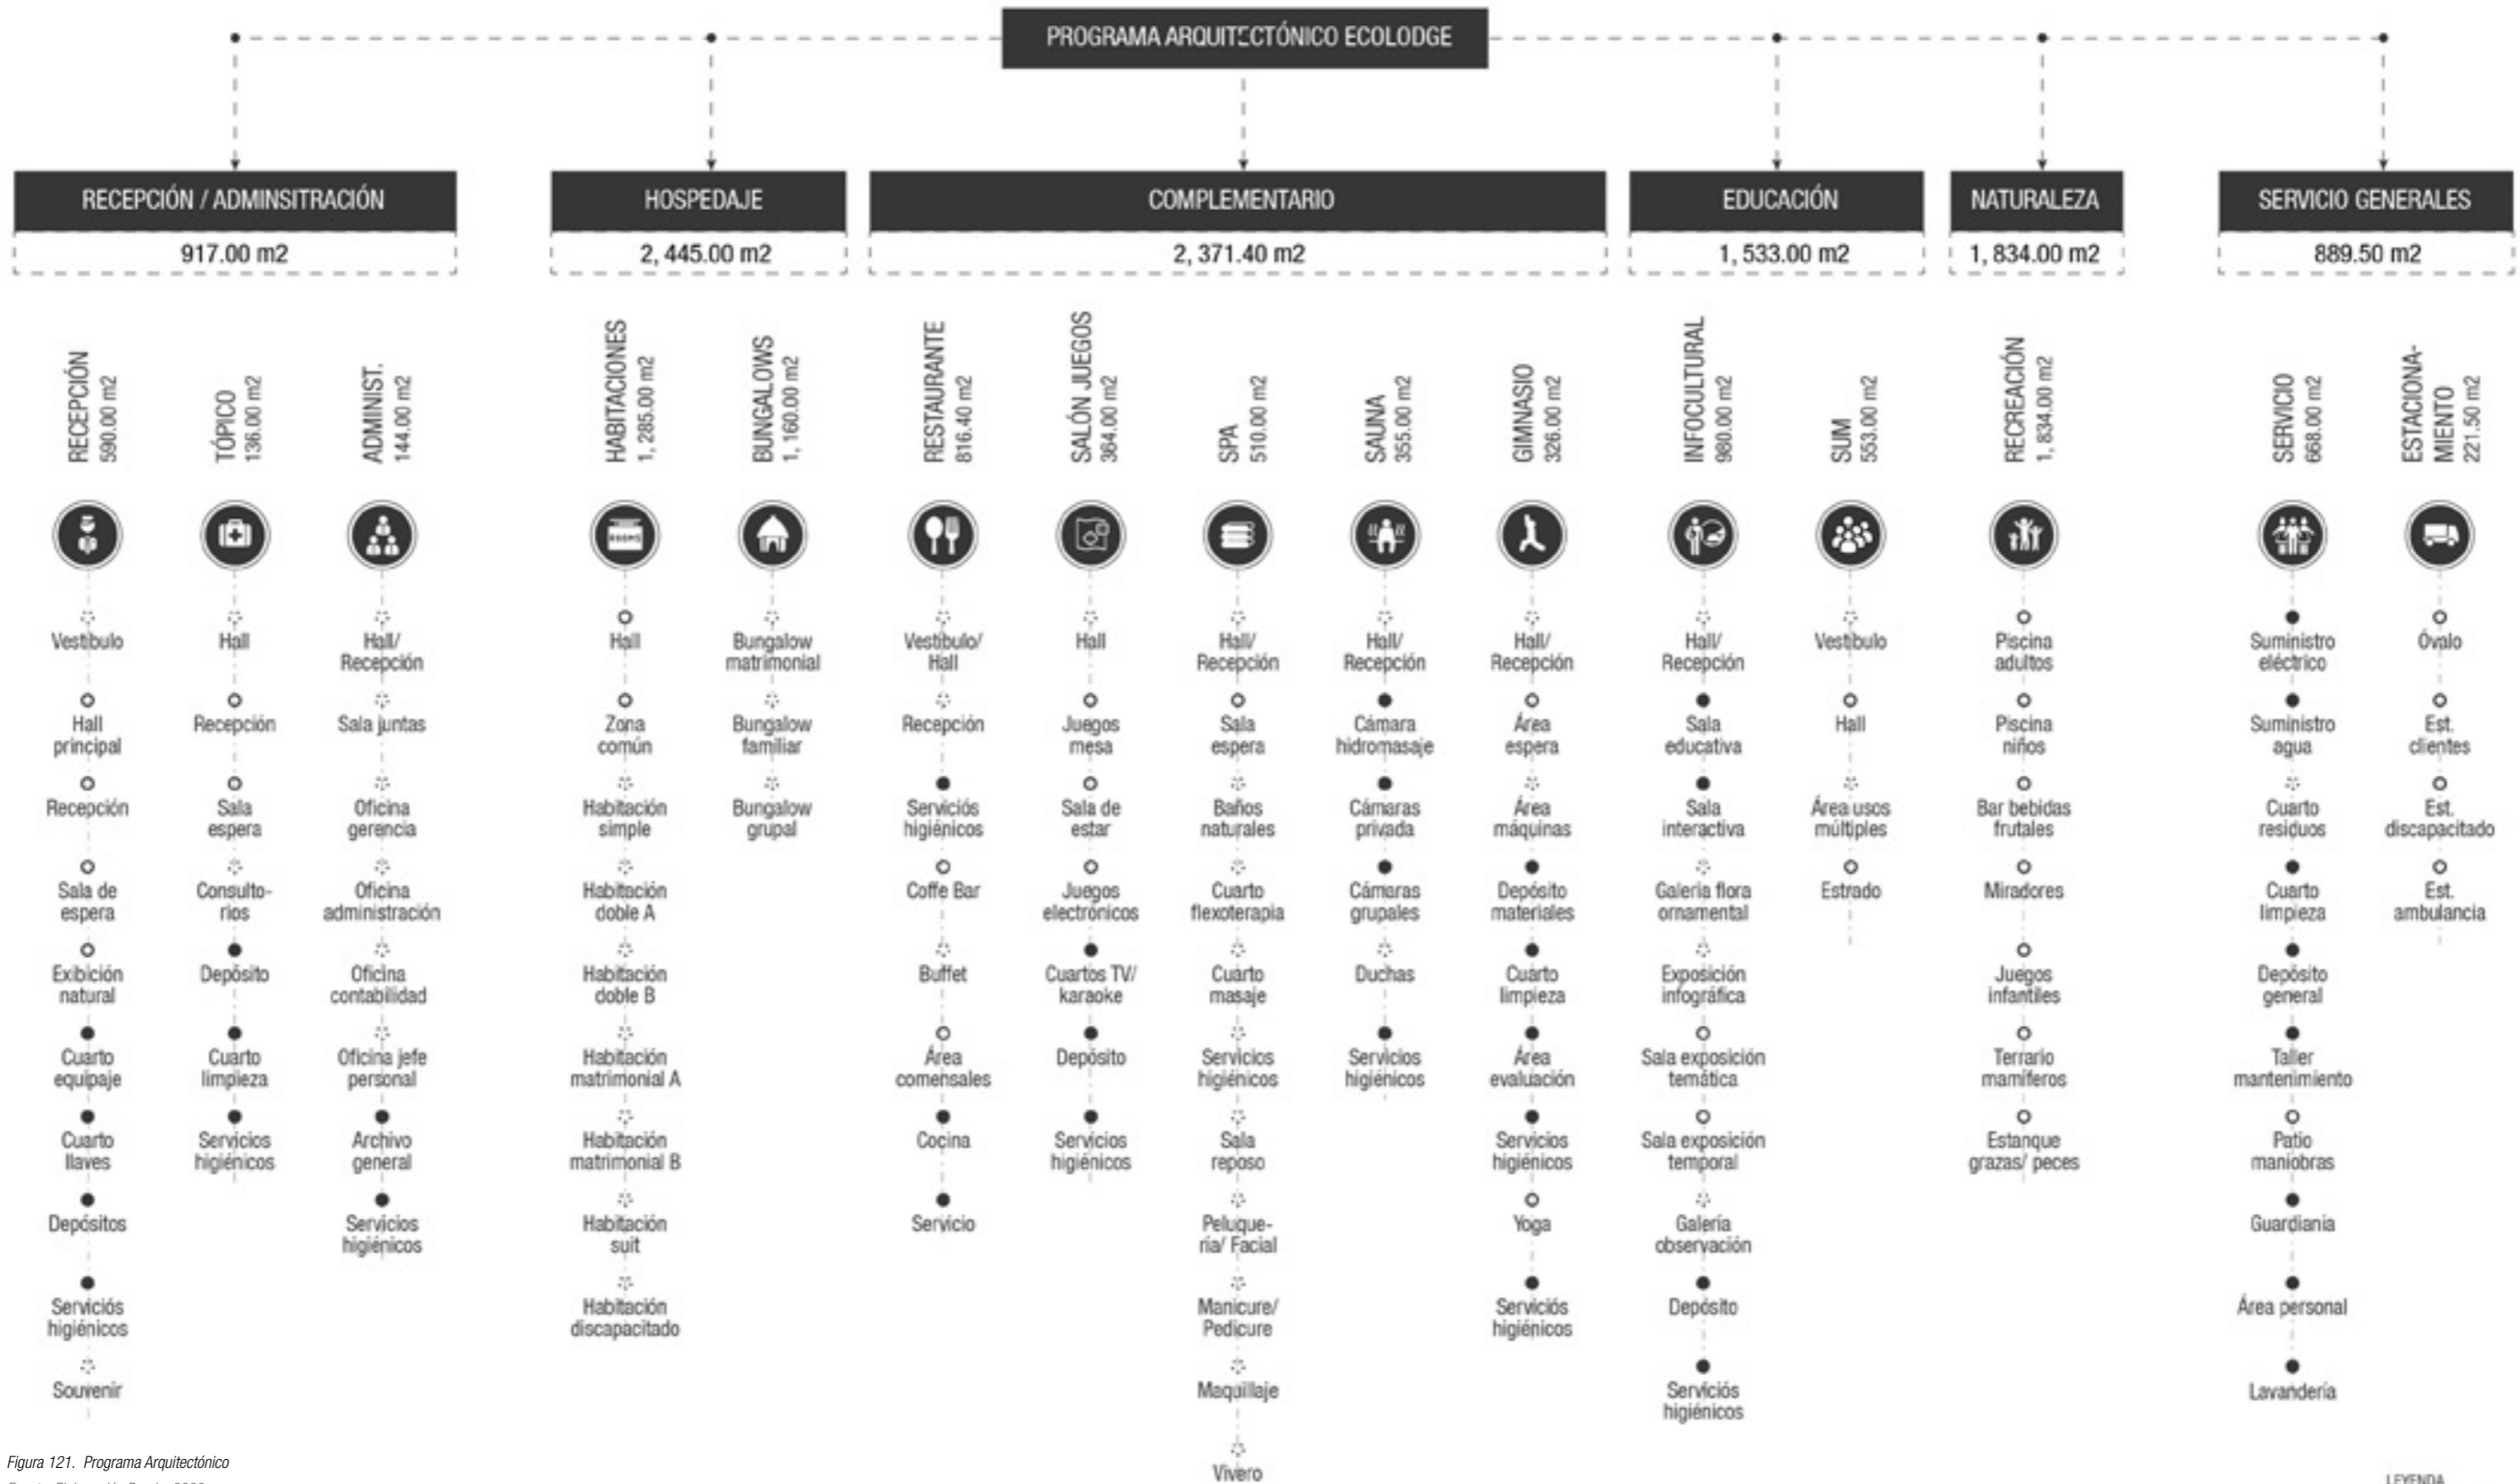 PROGRAMA ARQUITECTÓNICO ECOLODGE
RECEPCIÓN / ADMINSITRACIÓN
917.00 m2
HOSPEDAJE
2, 445.00 m2
COMPLEMENTARIO
2, 371.40 m2
EDUCACIÓN
1, 533.00 m2
NATURALEZA
1, 834.00 m2
SERVICIO GENERALES
889.50 m2
RECEPCIÓN
590.00 m2
Vestíbulo
Hall
principal
Recepción
Sala de
espera
Exibición
natural
Cuarto
equipaje
Cuarto
llaves
Depósitos
Serviciós
higiénicos
Souvenir
TÓPICO
136.00 m2
Hall
Recepción
Sala
espera
Consulto-
rios
Depósito
Cuarto
limpieza
Servicios
higiénicos
ADMINIST.
144.00 m2
Hall/
Recepción
Sala juntas
Oficina
gerencia
Oficina
administración
Oficina
contabilidad
Oficina jefe
personal
Archivo
general
Servicios
higiénicos
HABITACIONES
1, 285.00 m2
ROOMS
Hall
Zona
común
Habitación
simple
Habitación
doble A
Habitación
doble B
Habitación
matrimonial A
Habitación
matrimonial B
Habitación
suit
Habitación
discapacitado
BUNGALOWS
1, 160.00 m2
Bungalow
matrimonial
Bungalow
familiar
Bungalow
grupal
RESTAURANTE
816.40 m2
Vestíbulo/
Hall
Recepción
Serviciós
higiénicos
Coffe Bar
Buffet
Área
comensales
Cocina
Servicio
SALÓN JUEGOS
364.00 m2
Hall
Juegos
mesa
Sala de
estar
Juegos
electrónicos
Cuartos TV/
karaoke
Depósito
Servicios
higiénicos
SPA
510.00 m2
Hall/
Recepción
Sala
espera
Baños
naturales
Cuarto
flexoterapia
Cuarto
masaje
Servicios
higiénicos
Sala
reposo
Peluque-
ría/ Facial
Manicure/
Pedicure
Maquillaje
Vivero
SAUNA
355.00 m2
Hall/
Recepción
Cámara
hidromasaje
Cámaras
privada
Cámaras
grupales
Duchas
Servicios
higiénicos
GIMNASIO
326.00 m2
Hall/
Recepción
Área
espera
Área
máquinas
Depósito
materiales
Cuarto
limpieza
Área
evaluación
Servicios
higiénicos
Yoga
Serviciós
higiénicos
INFOCULTURAL
980.00 m2
Hall/
Recepción
Sala
educativa
Sala
interactiva
Galería flora
ornamental
Exposición
infográfica
Sala exposición
temática
Sala exposición
temporal
Galería
observación
Depósito
Serviciós
higiénicos
SUM
553.00 m2
Vestíbulo
Hall
Área usos
múltiples
Estrado
RECREACIÓN
1, 834.00 m2
Piscina
adultos
Piscina
niños
Bar bebidas
frutales
Miradores
Juegos
infantiles
Terrario
mamíferos
Estanque
grazas/ peces
SERVICIO
668.00 m2
Suministro
eléctrico
Suministro
agua
Cuarto
residuos
Cuarto
limpieza
Depósito
general
Taller
mantenimiento
Patio
maniobras
Guardianía
Área personal
Lavandería
ESTACIONA-
MIENTO
221.50 m2
Óvalo
Est.
clientes
Est.
discapacitado
Est.
ambulancia
Figura 121. Programa Arquitectónico
LEYENDA